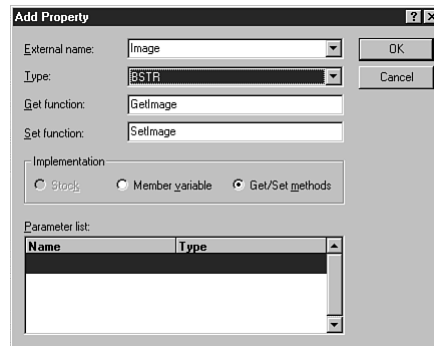 Add Property
External name: Image OK
Type: BSTR Cancel
Get function: GetImage
Set function: SetImage
Implementation
Stock Member variable Get/Set methods
Parameter list:
Name Type